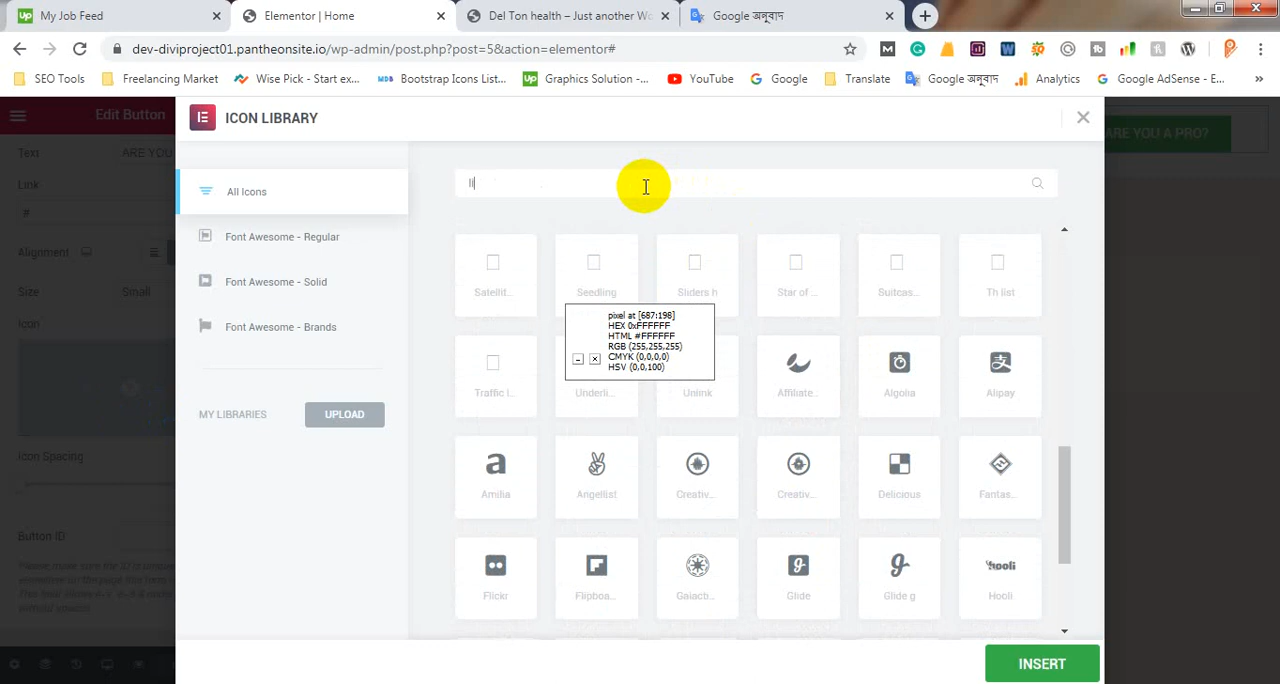 My Job Feed
Elementor | Home
Del Ton health – Just another Wo
Google অনুবাদ
dev-diviproject01.pantheonsite.io/wp-admin/post.php?post=5&action=elementor#
SEO Tools
Freelancing Market
Wise Pick - Start ex...
Bootstrap Icons List...
Graphics Solution -...
YouTube
Google
Translate
Google অনুবাদ
Analytics
Google AdSense - E...
Edit Button
ICON LIBRARY
ARE YOU A PRO?
Text
ARE YOU
Link
#
Alignment
Size
Small
Icon
Icon Spacing
Button ID
All Icons
Font Awesome - Regular
Font Awesome - Solid
Font Awesome - Brands
MY LIBRARIES
UPLOAD
li
Satellit...
Seedling
Sliders h
Star of ...
Suitcas...
Th list
pixel at [687:198]
HEX 0xFFFFFF
HTML #FFFFFF
RGB (255,255,255)
CMYK (0,0,0,0)
HSV (0,0,100)
Traffic l...
Underli...
Unlink
Affiliate...
Algolia
Alipay
Amilia
Angellist
Creativ...
Creativ...
Delicious
Fantas...
Flickr
Flipboa...
Galact...
Glide
Glide g
Hooli
INSERT